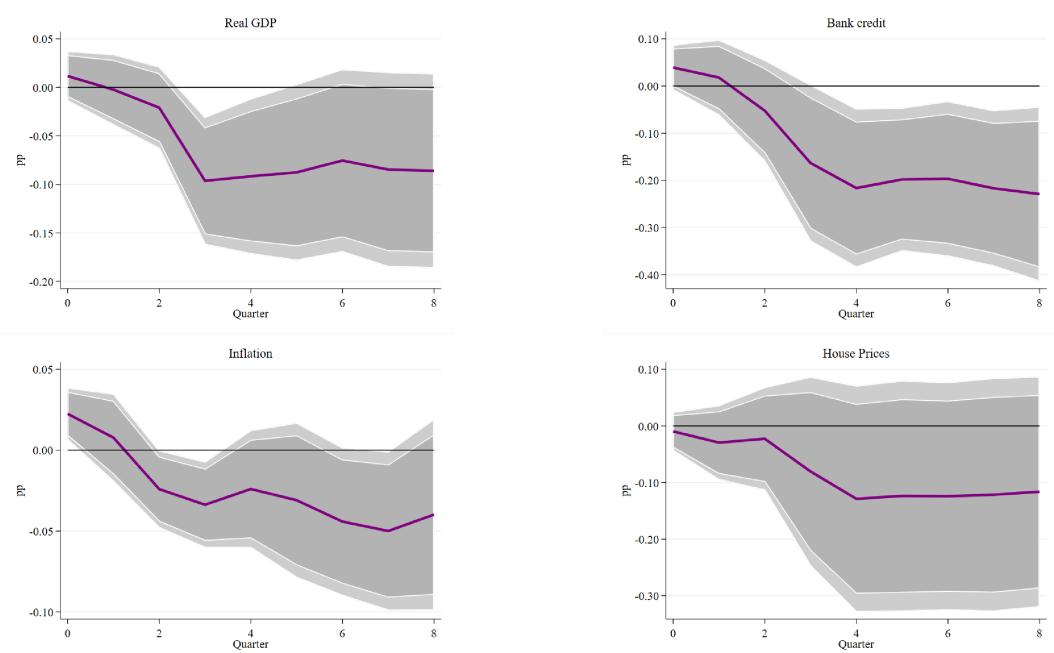 Real GDP
0.05
0.00
-0.05
-0.10
-0.15
-0.20
pp
0 2 4 6 8
Quarter
Bank credit
0.10
0.00
-0.10
-0.20
-0.30
-0.40
pp
0 2 4 6 8
Quarter
Inflation
0.05
0.00
-0.05
-0.10
pp
0 2 4 6 8
Quarter
House Prices
0.10
0.00
-0.10
-0.20
-0.30
pp
0 2 4 6 8
Quarter